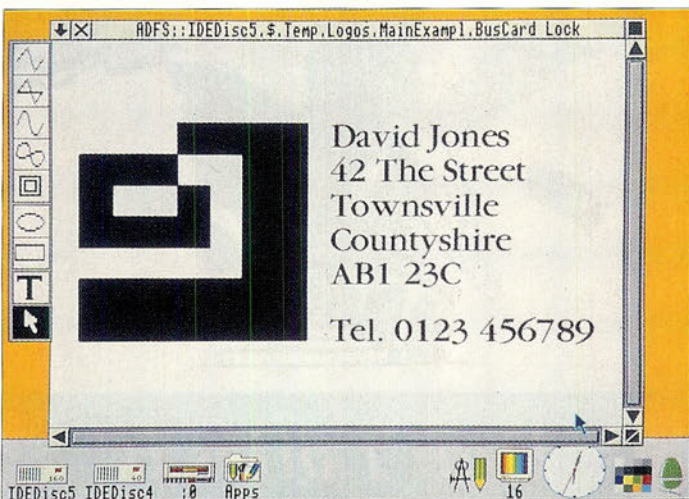 ADFS::IDEDisc5.$.Temp.Logos.MainExampl.BusCard Lock
David Jones
42 The Street
Townsville
Countyshire
AB1 23C
Tel. 0123 456789
T
IDEDisc5 IDEDisc4 :0 Apps 16